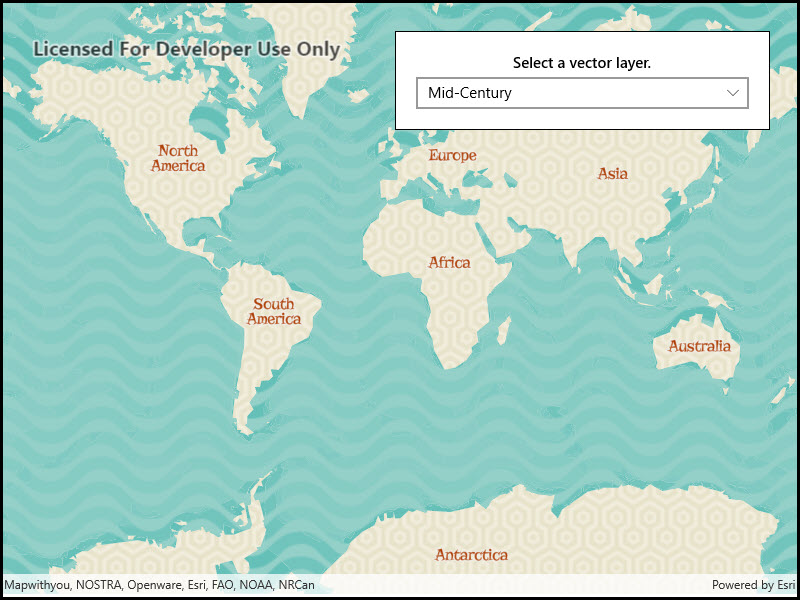 Licensed For Developer Use Only
Select a vector layer.
Mid-Century
North
America
Europe
Asia
Africa
South
America
Australia
Antarctica
Mapwithyou, NOSTRA, Openware, Esri, FAO, NOAA, NRCan
Powered by Esri